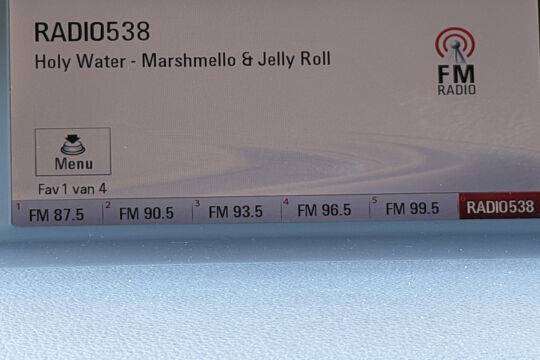 RADIO538
Holy Water - Marshmello & Jelly Roll
FM
RADIO
Menu
Fav 1 van 4
1 FM 87.5 2 FM 90.5 3 FM 93.5 4 FM 96.5 5 FM 99.5 RADIO538